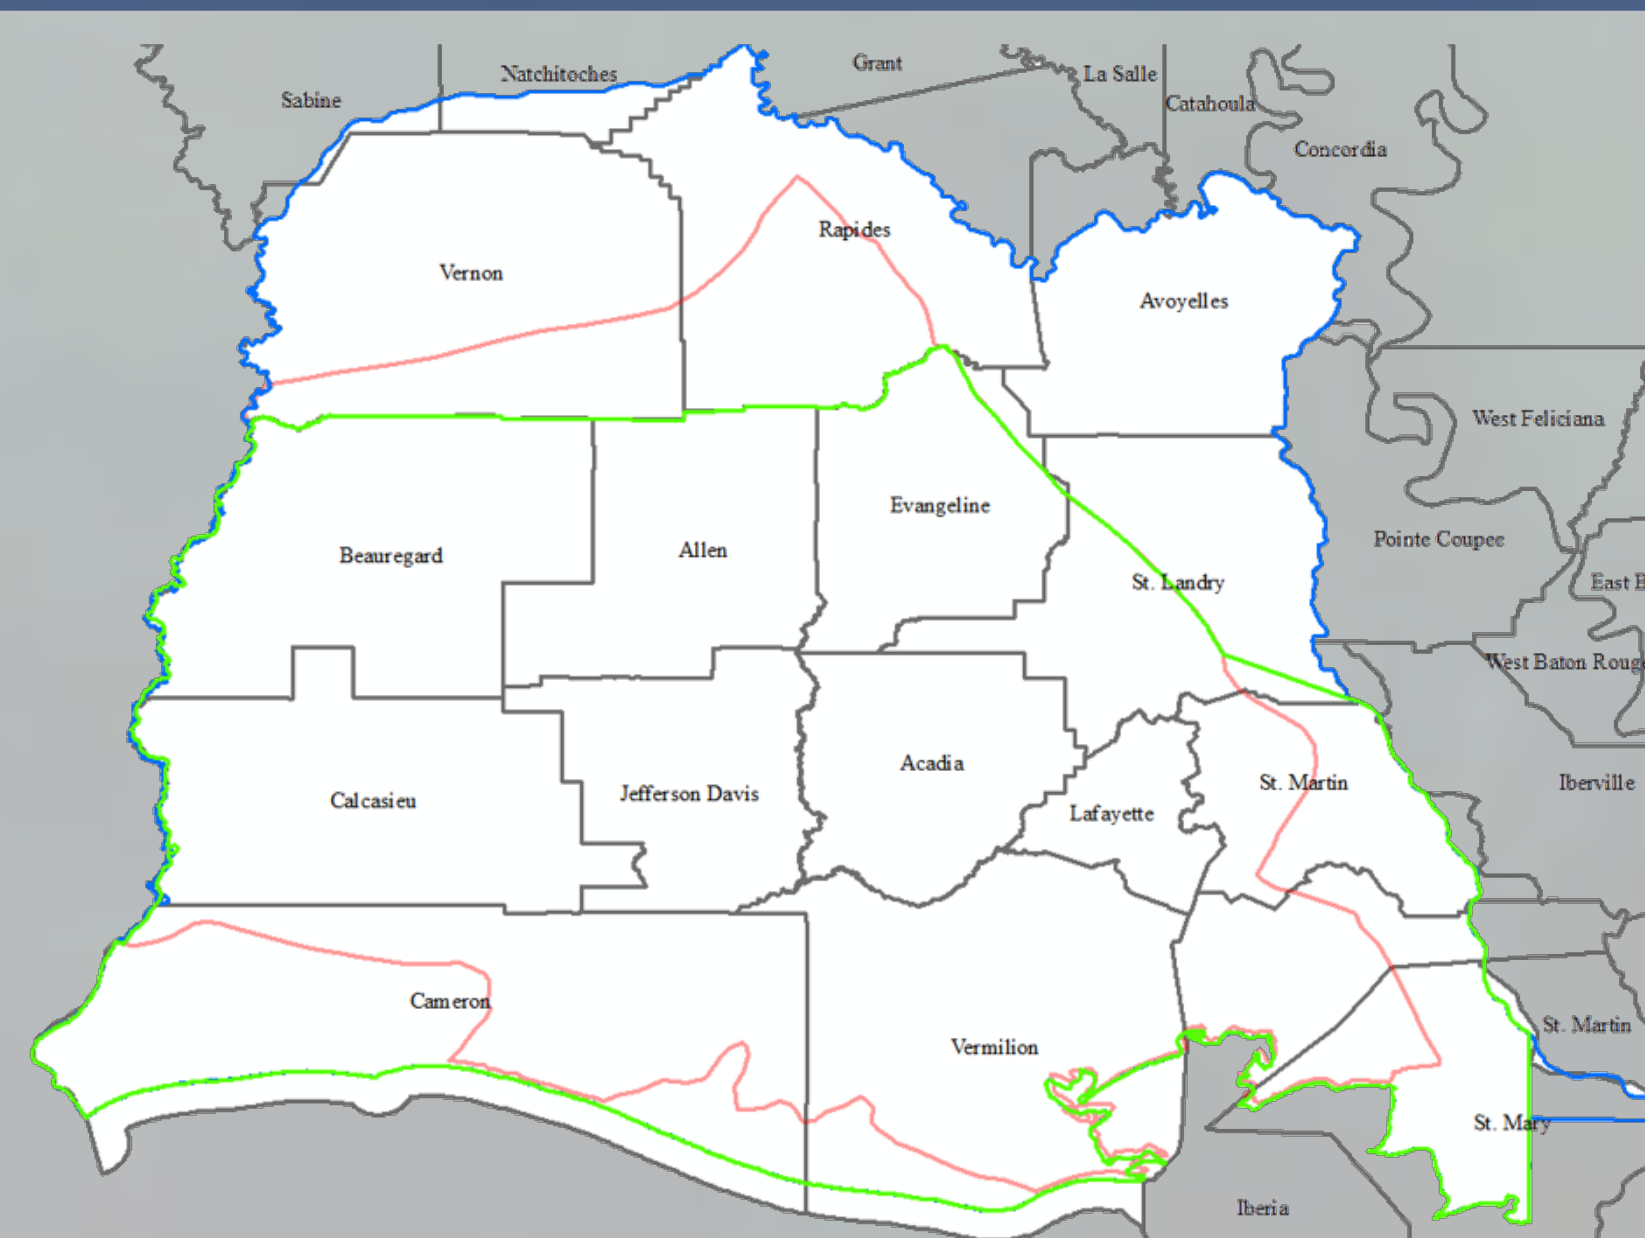 Natchitoches
Grant
La Salle
Sabine
Catahoula
Concordia
Rapides
Vernon
Avoyelles
West Feliciana
Evangeline
Pointe Coupee
Beauregard
Allen
St. Landry
East B
West Baton Roug
Acadia
Iberville
St. Martin
Jefferson Davis
Calcasieu
Lafayette
Cameron
St. Martin
Vermilion
St. Mary
Iberia